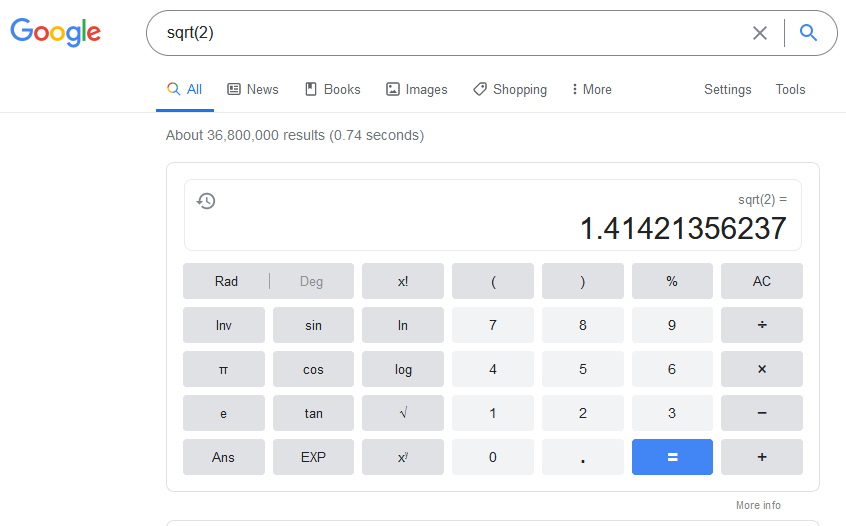 Google sqrt(2)
All News Books Images Shopping More Settings Tools
About 36,800,000 results (0.74 seconds)
sqrt(2) =
1.41421356237
Rad Deg x! ( ) % AC
Inv sin ln 7 8 9 ÷
π cos log 4 5 6 ×
e tan √ 1 2 3 −
Ans EXP xʸ 0 . = +
More info